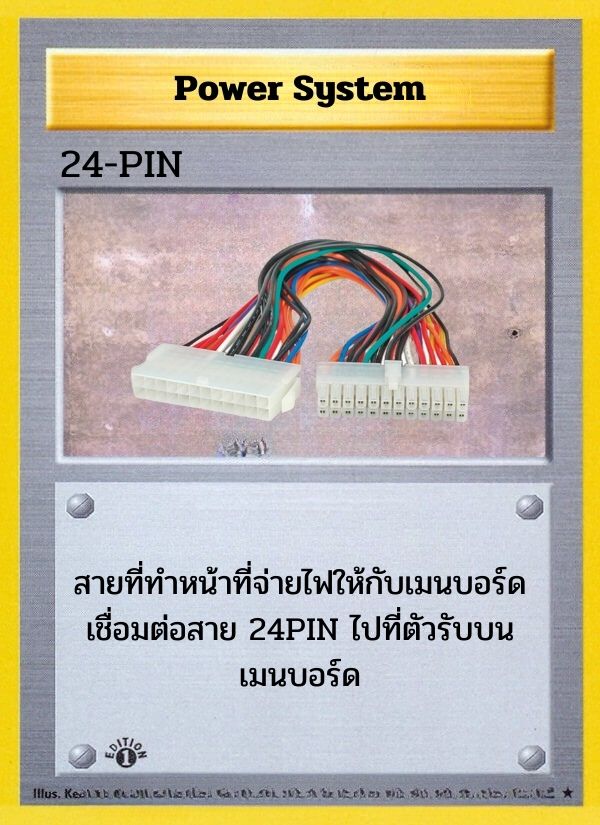 Power System
24-PIN
สายที่ทำหน้าที่จ่ายไฟให้กับเมนบอร์ด
เชื่อมต่อสาย 24PIN ไปที่ตัวรับบน
เมนบอร์ด
EDITION
1
Illus.